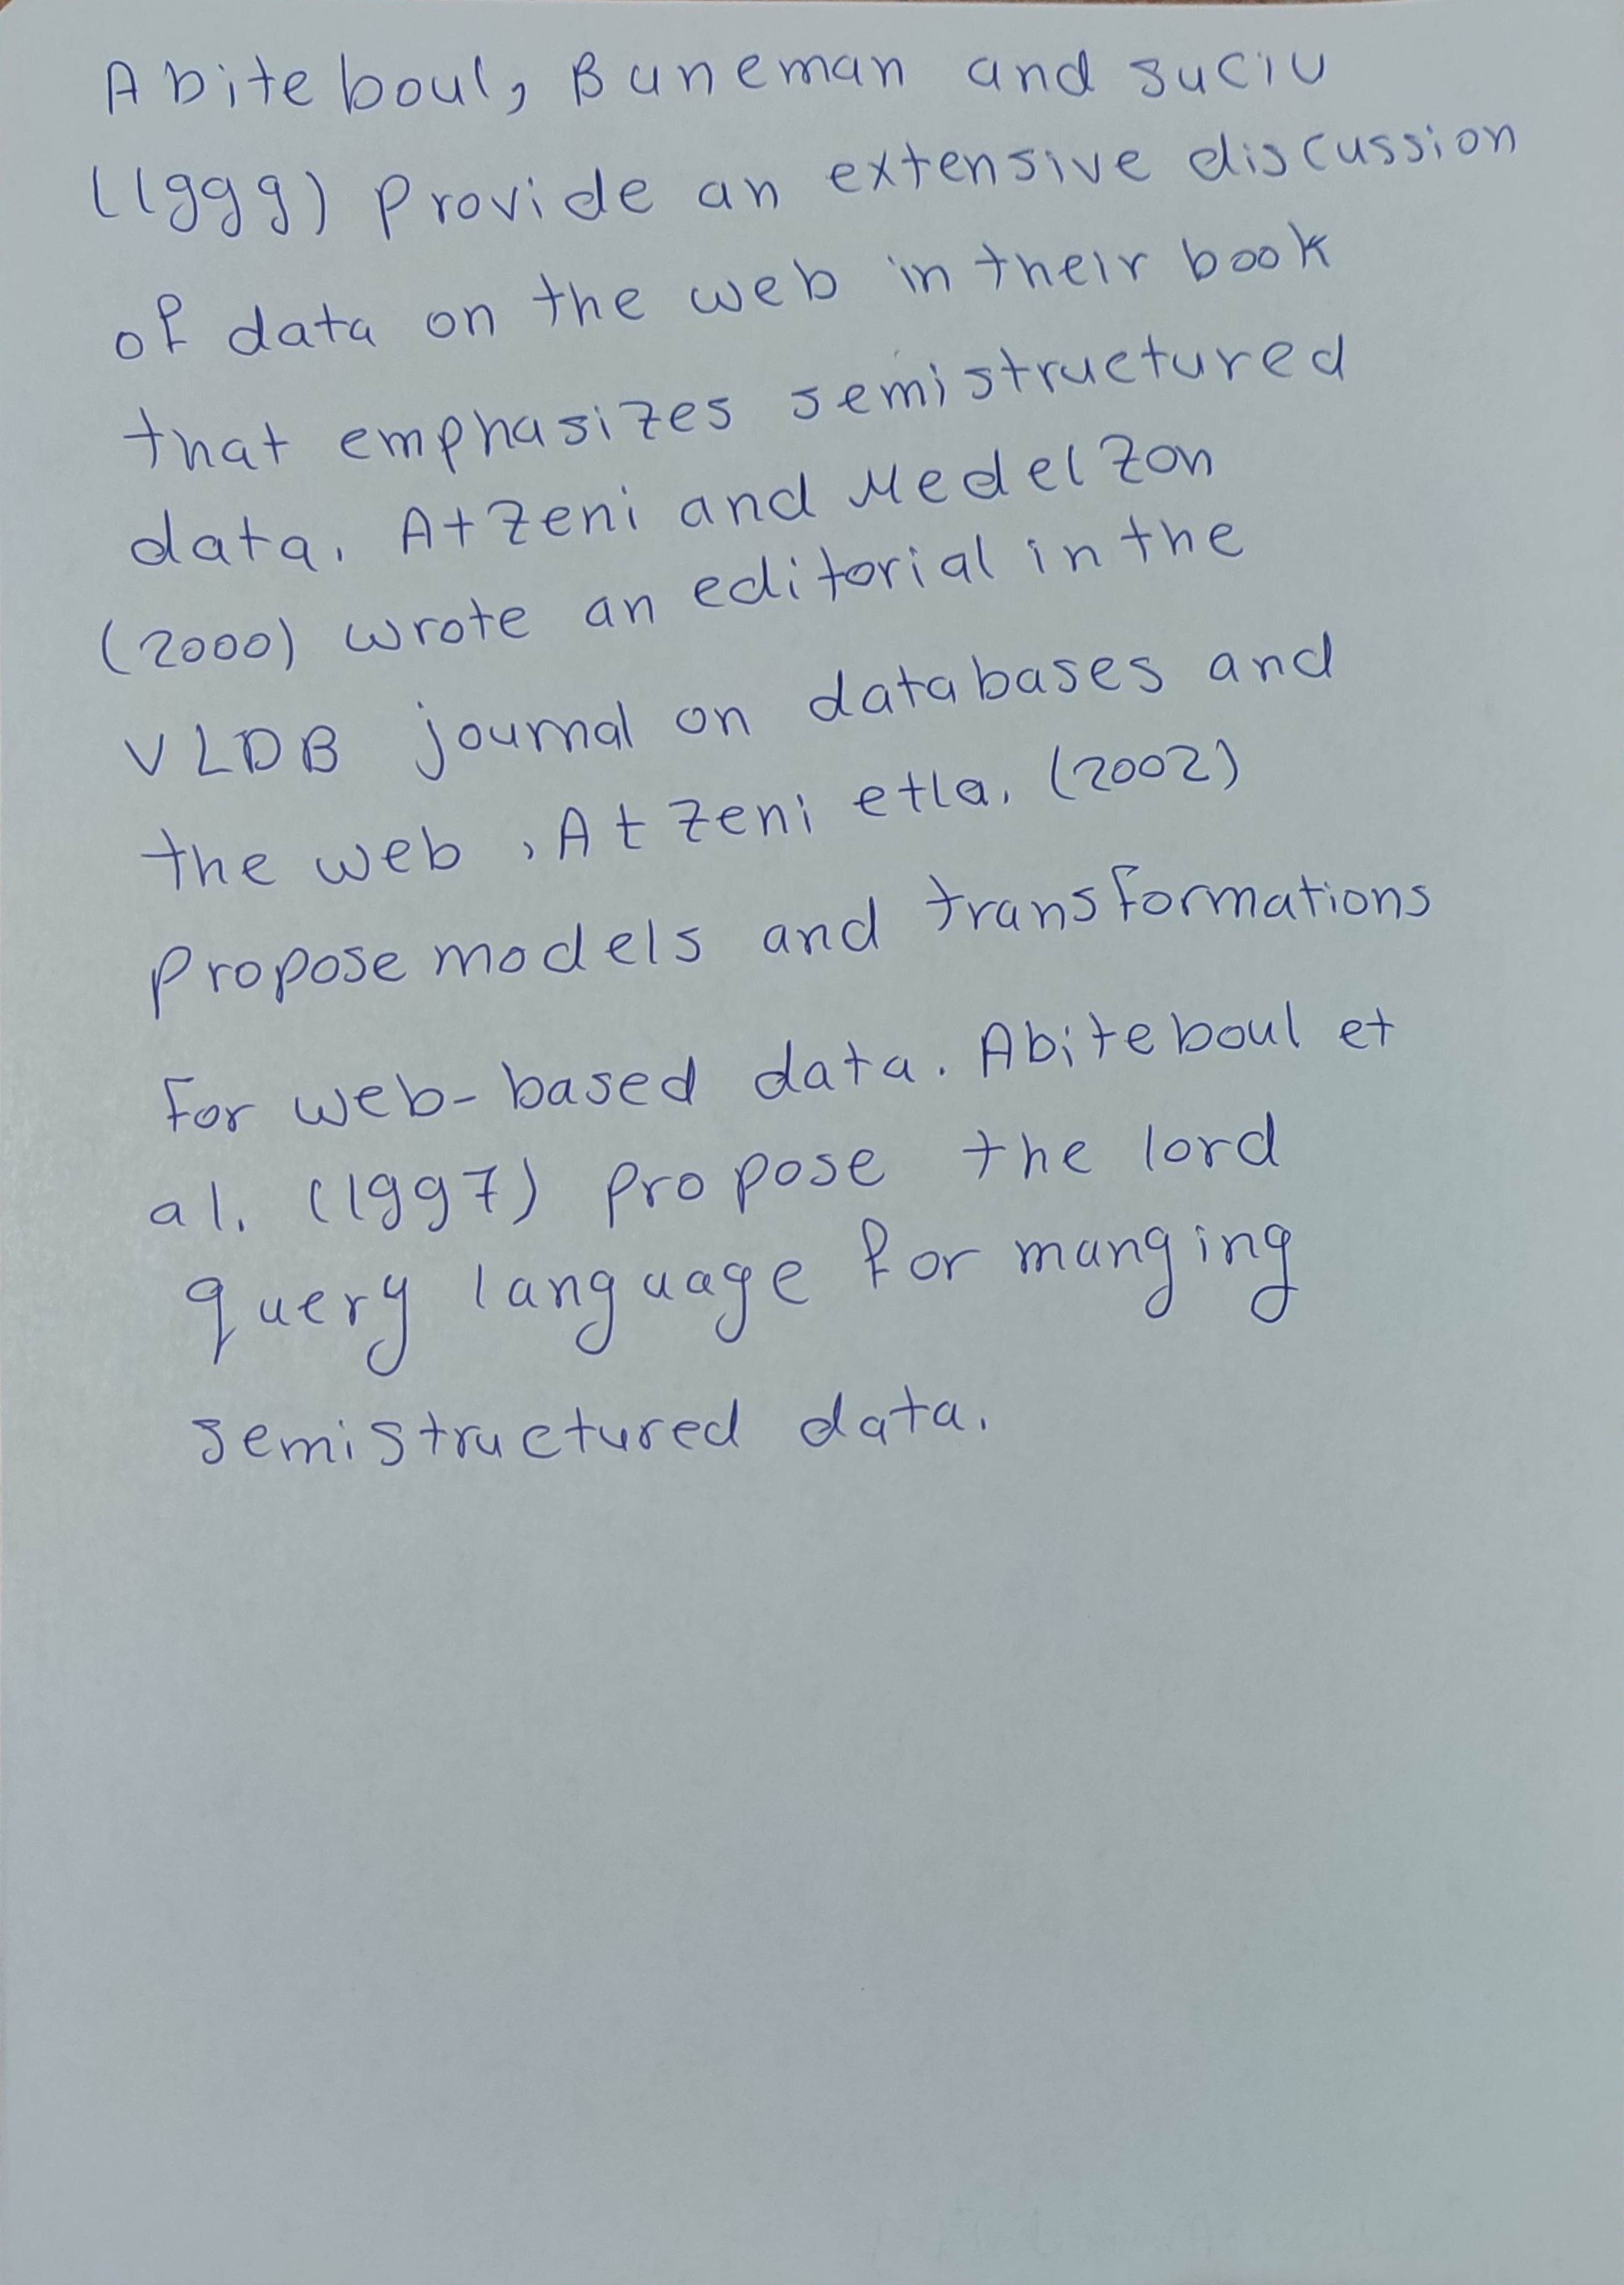 Abiteboul, Buneman and suciu
(1999) provide an extensive discussion
of data on the web in their book
that emphasizes semistructured
data. Atzeni and Medelzon
(2000) wrote an editorial in the
VLDB journal on databases and
the web , Atzeni etla. (2002)
propose models and transformations
for web-based data. Abiteboul et
al. (1997) propose the lord
query language for manging
semistructured data.